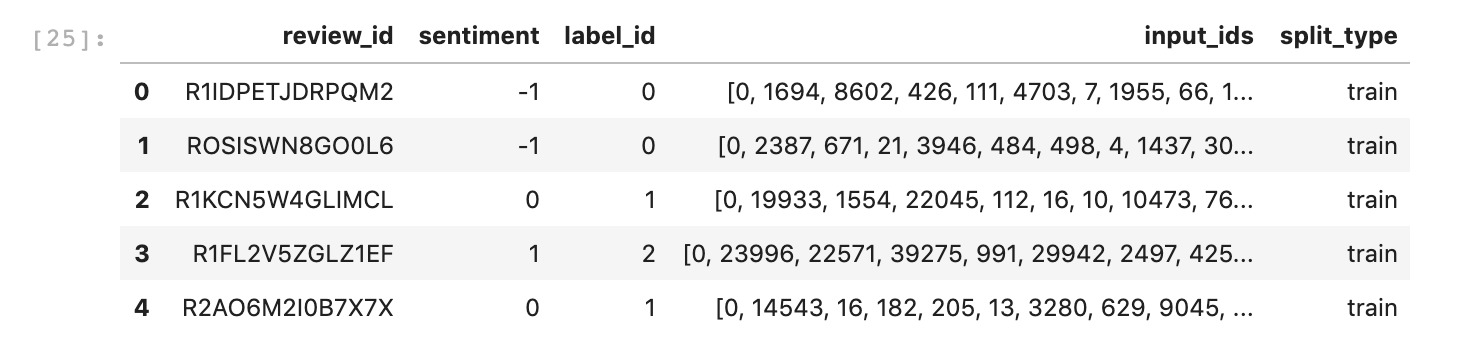 [25]: review_id sentiment label_id input_ids split_type
0 R1IDPETJDRPQM2 -1 0 [0, 1694, 8602, 426, 111, 4703, 7, 1955, 66, 1... train
1 ROSISWN8GO0L6 -1 0 [0, 2387, 671, 21, 3946, 484, 498, 4, 1437, 30... train
2 R1KCN5W4GLIMCL 0 1 [0, 19933, 1554, 22045, 112, 16, 10, 10473, 76... train
3 R1FL2V5ZGLZ1EF 1 2 [0, 23996, 22571, 39275, 991, 29942, 2497, 425... train
4 R2AO6M2I0B7X7X 0 1 [0, 14543, 16, 182, 205, 13, 3280, 629, 9045, ... train